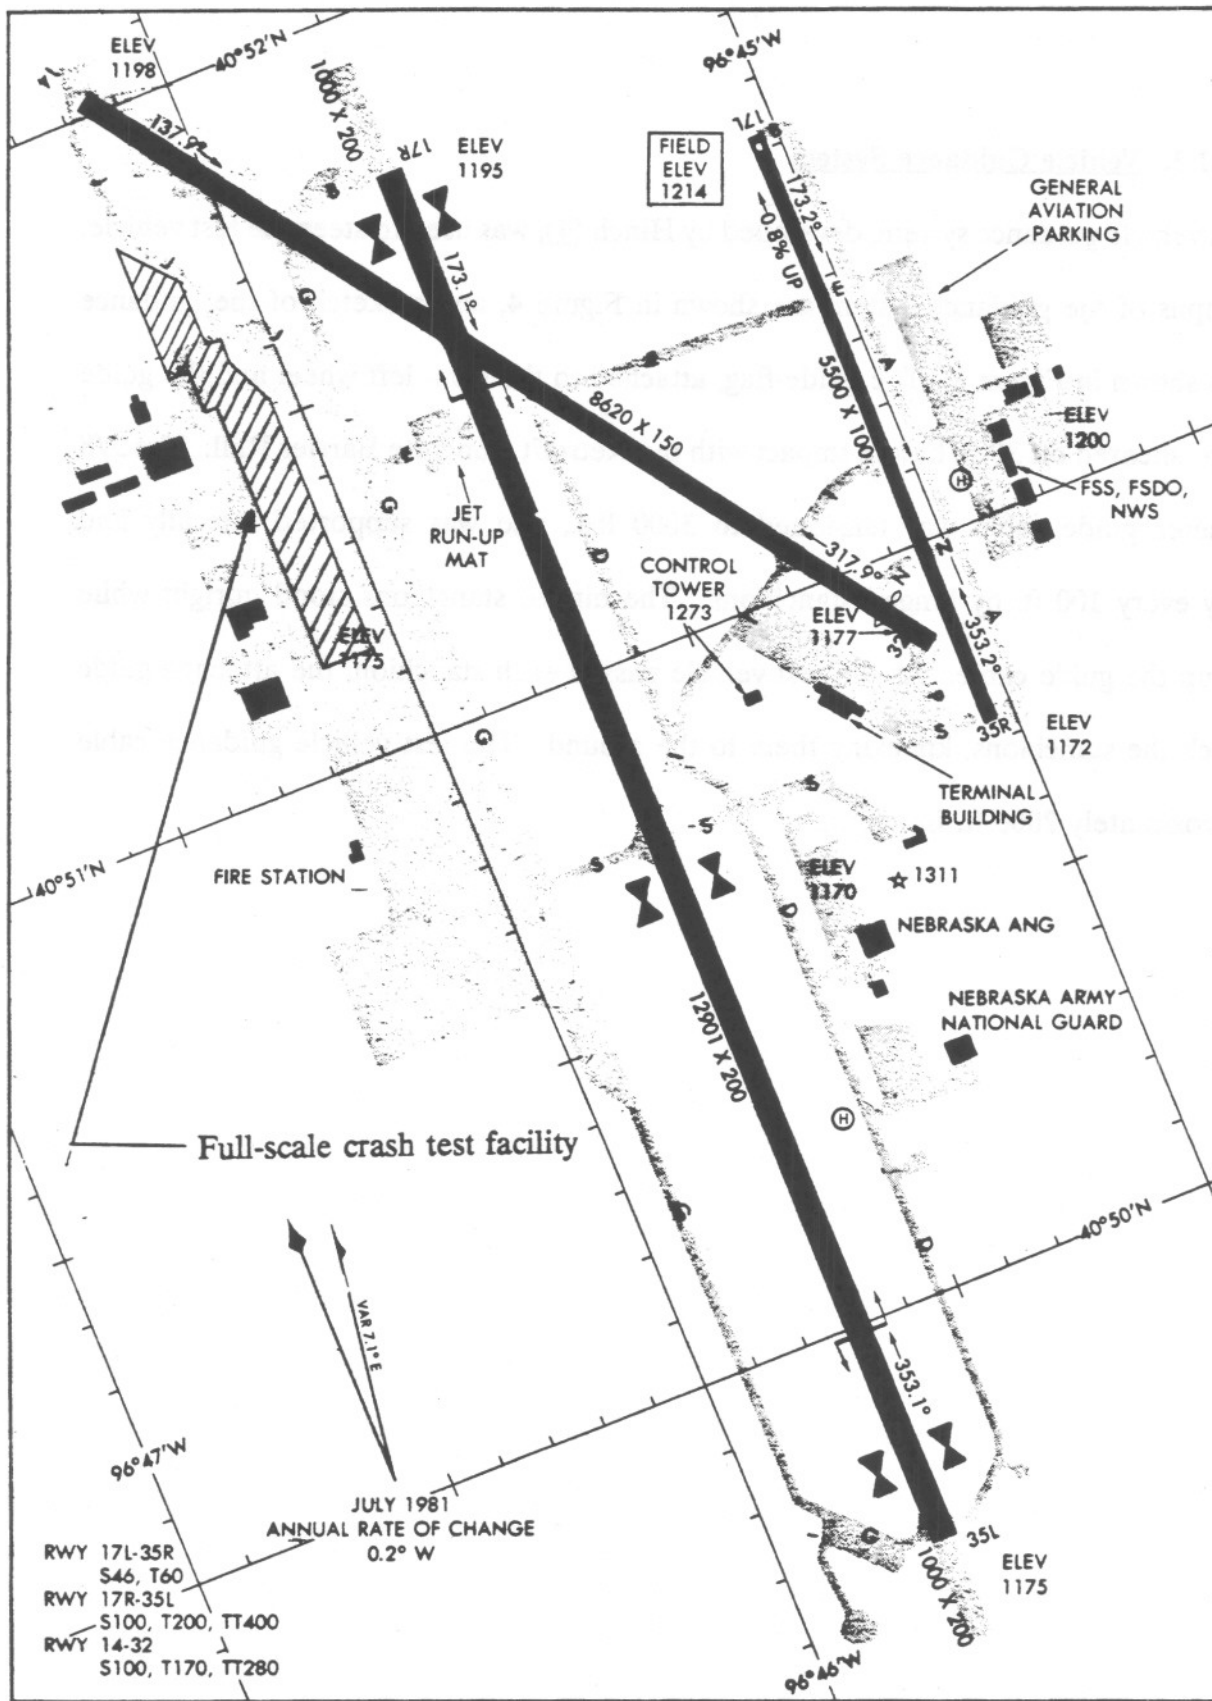 ELEV
1198
40°52'N
96°45'W
14
137.9°
1000 X 200
17R
ELEV
1195
FIELD
ELEV
1214
17L
B
173.2°
0.8% UP
GENERAL
AVIATION
PARKING
173.1°
G
J
5500 X 100
A
8620 X 150
ELEV
1200
H
FSS, FSDO,
NWS
G
JET
RUN-UP
MAT
D
CONTROL
TOWER
1273
317.9°
ELEV
1177
32
A
353.2°
ELEV
1175
G
S
35R
ELEV
1172
TERMINAL
BUILDING
S
S
S
40°51'N
FIRE STATION
ELEV
1170
1311
D
NEBRASKA ANG
12901 X 200
NEBRASKA ARMY
NATIONAL GUARD
H
Full-scale crash test facility
G
D
40°50'N
VAR 7.1° E
353.1°
96°47'W
JULY 1981
ANNUAL RATE OF CHANGE
0.2° W
G
35L
ELEV
1175
1000 X 200
96°46'W
RWY 17L-35R
S46, T60
RWY 17R-35L
S100, T200, TT400
RWY 14-32
S100, T170, TT280